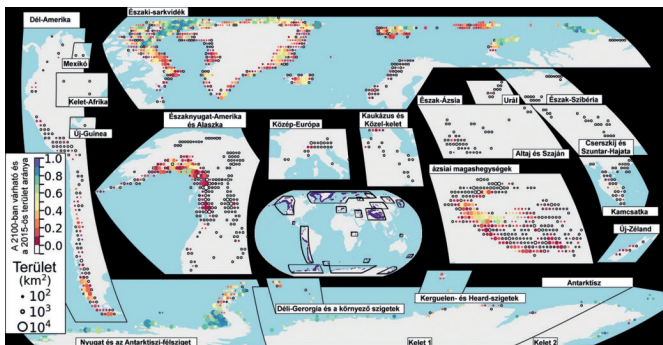 Dél-Amerika
Északi-sarkvidék
Mexikó
Kelet-Afrika
Új-Guinea
Északnyugat-Amerika
és Alaszka
Közép-Európa
Kaukázus és
Közel-kelet
Észak-Ázsia
Urál
Észak-Szibéria
Altaj és Szaján
Cserszkij és
Szuntar-Hajata
ázsiai magashegységek
Kamcsatka
Új-Zéland
A 2100-ban várható és
a 2015-ös terület aránya
1.0
0.8
0.6
0.4
0.2
0.0
Terület
(km²)
10²
10³
10⁴
Déli-Gerorgia és a környező szigetek
Kerguelen- és Heard-szigetek
Antarktisz
Nyugat és az Antarktiszi-félsziget
Kelet 1
Kelet 2